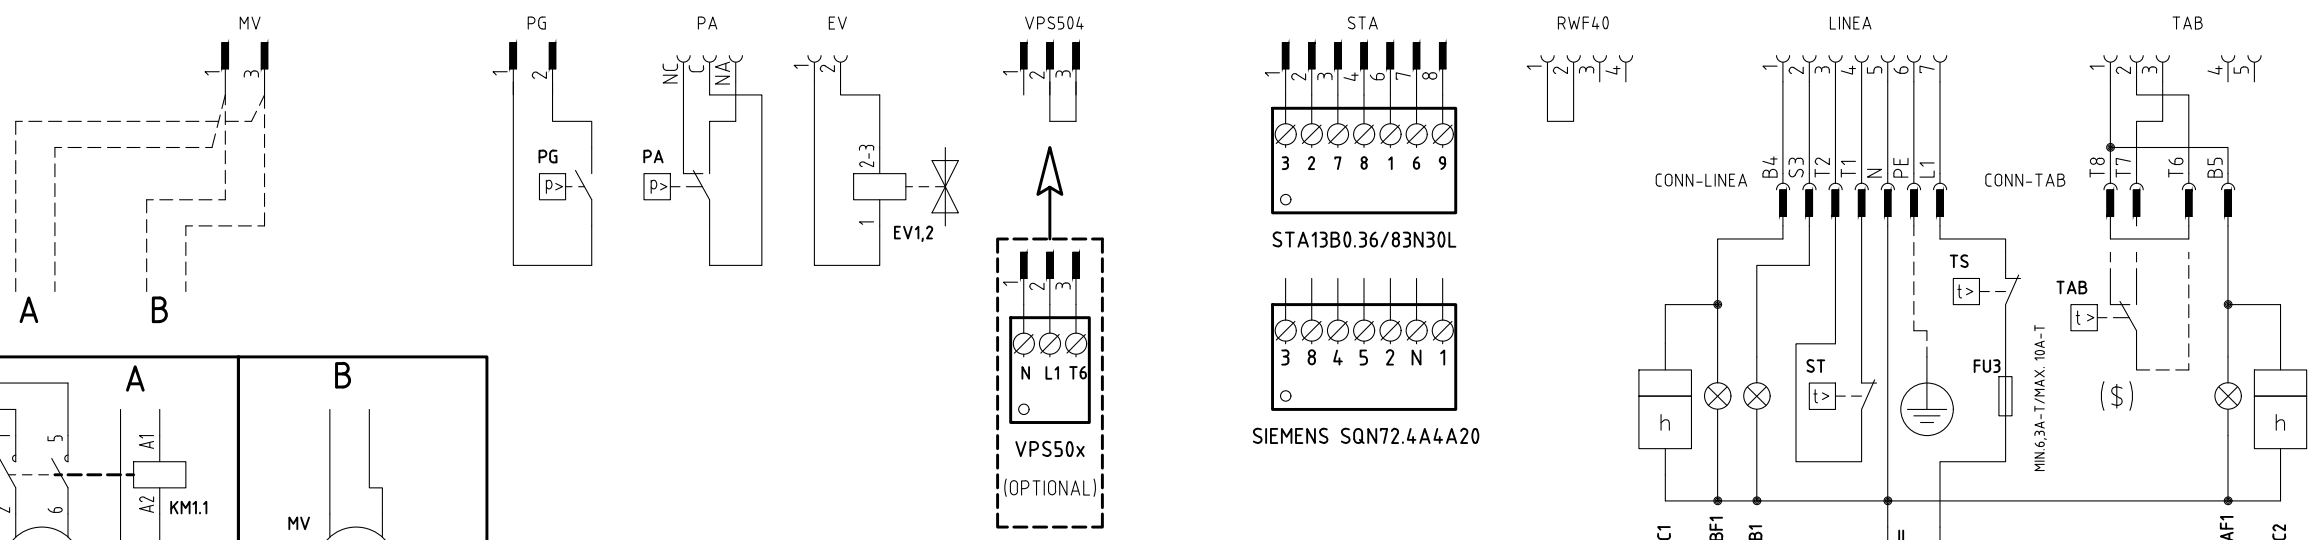 MV PG PA EV VPS504 STA RWF40 LINEA TAB
1 3 1 2 NC C NA 1 2 1 2 3 1 2 3 4 6 7 8 1 2 3 4 1 2 3 4 5 6 7 1 2 3 4 5
PG PA 2-3 3 2 7 8 1 6 9 B4 S3 T2 T1 N PE L1 T8 T7 T6 B5
CONN-LINEA CONN-TAB
p> p>
1 EV1,2
STA13B0.36/83N30L
1 2 3
TS
t>
A B
TAB
t>
MIN.6,3A-T/MAX. 10A-T
3 8 4 5 2 N 1
N L1 T6
ST FU3
t>
A B
($)
h h
SIEMENS SQN72.4A4A20
VPS50x
(OPTIONAL)
1 5 A1
2 6 A2 KM1.1
MV
C1 BF1 B1 AF1 C2